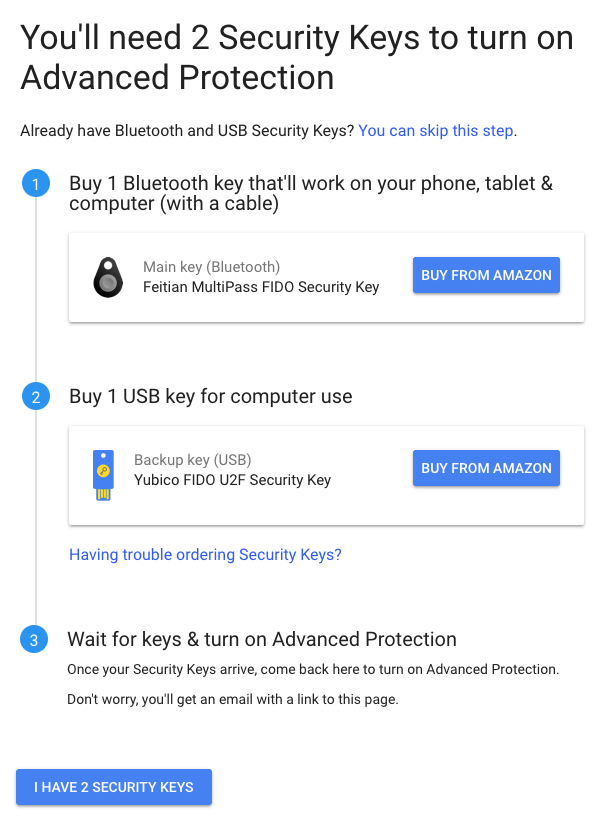 You'll need 2 Security Keys to turn on
Advanced Protection
Already have Bluetooth and USB Security Keys? You can skip this step.
1
Buy 1 Bluetooth key that'll work on your phone, tablet &
computer (with a cable)
Main key (Bluetooth)
Feitian MultiPass FIDO Security Key
BUY FROM AMAZON
2
Buy 1 USB key for computer use
Backup key (USB)
Yubico FIDO U2F Security Key
BUY FROM AMAZON
Having trouble ordering Security Keys?
3
Wait for keys & turn on Advanced Protection
Once your Security Keys arrive, come back here to turn on Advanced Protection.
Don't worry, you'll get an email with a link to this page.
I HAVE 2 SECURITY KEYS